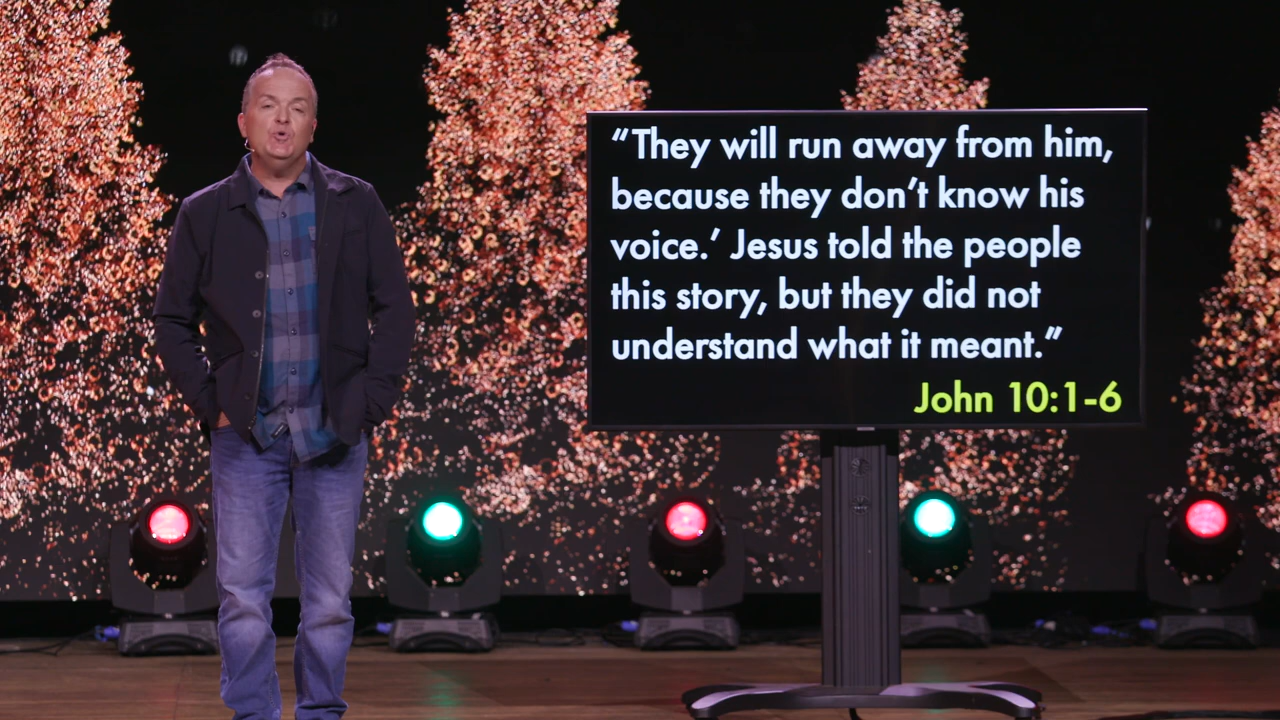 “They will run away from him,
because they don’t know his
voice.’ Jesus told the people
this story, but they did not
understand what it meant.”
John 10:1-6